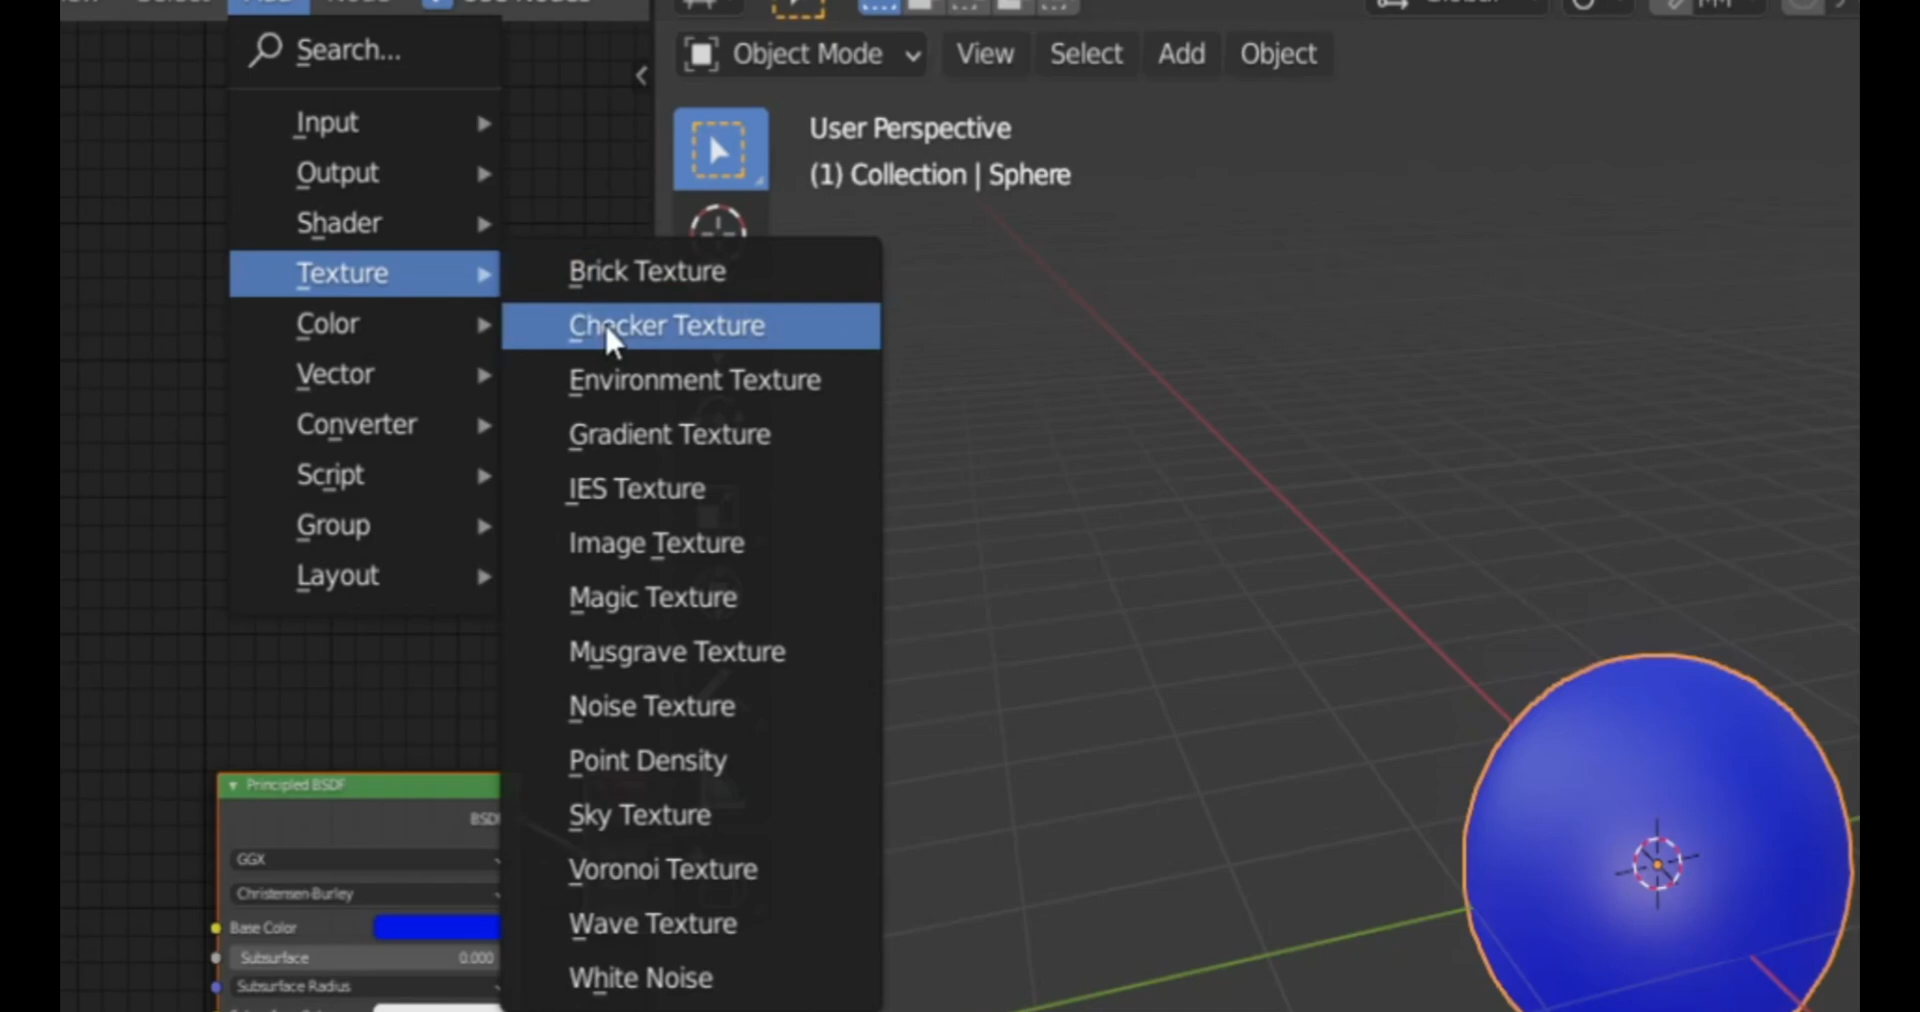 Search...
Input
Output
Shader
Texture
Color
Vector
Converter
Script
Group
Layout
Brick Texture
Checker Texture
Environment Texture
Gradient Texture
IES Texture
Image Texture
Magic Texture
Musgrave Texture
Noise Texture
Point Density
Sky Texture
Voronoi Texture
Wave Texture
White Noise
Principled BSDF
GGX
Christensen-Burley
Base Color
Subsurface 0.000
Subsurface Radius
Object Mode View Select Add Object
User Perspective
(1) Collection | Sphere